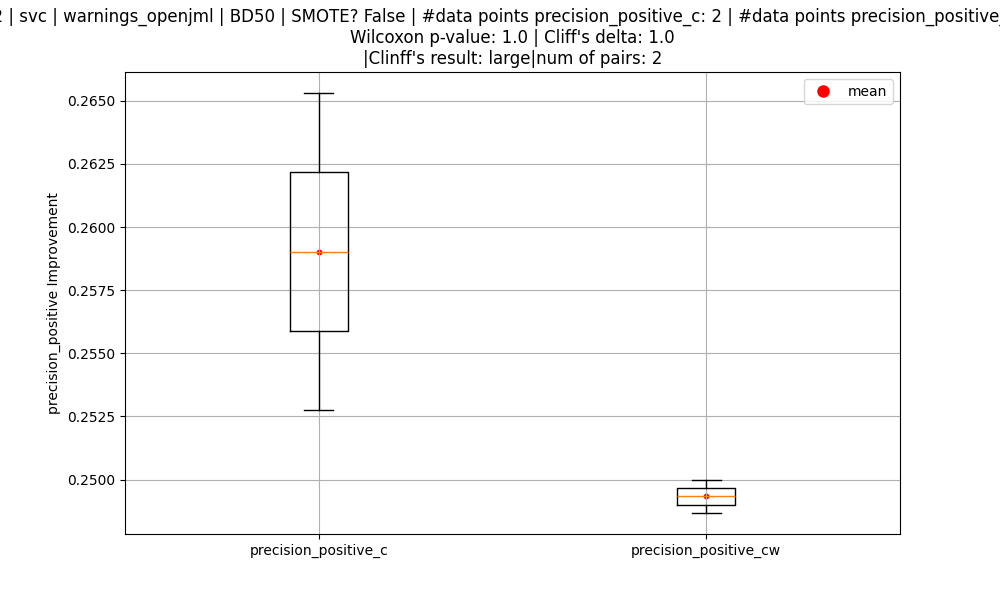 2 | svc | warnings_openjml | BD50 | SMOTE? False | #data points precision_positive_c: 2 | #data points precision_positive_
Wilcoxon p-value: 1.0 | Cliff's delta: 1.0
|Clinff's result: large|num of pairs: 2
mean
0.2650
0.2625
0.2600
0.2575
0.2550
0.2525
0.2500
precision_positive Improvement
precision_positive_c
precision_positive_cw